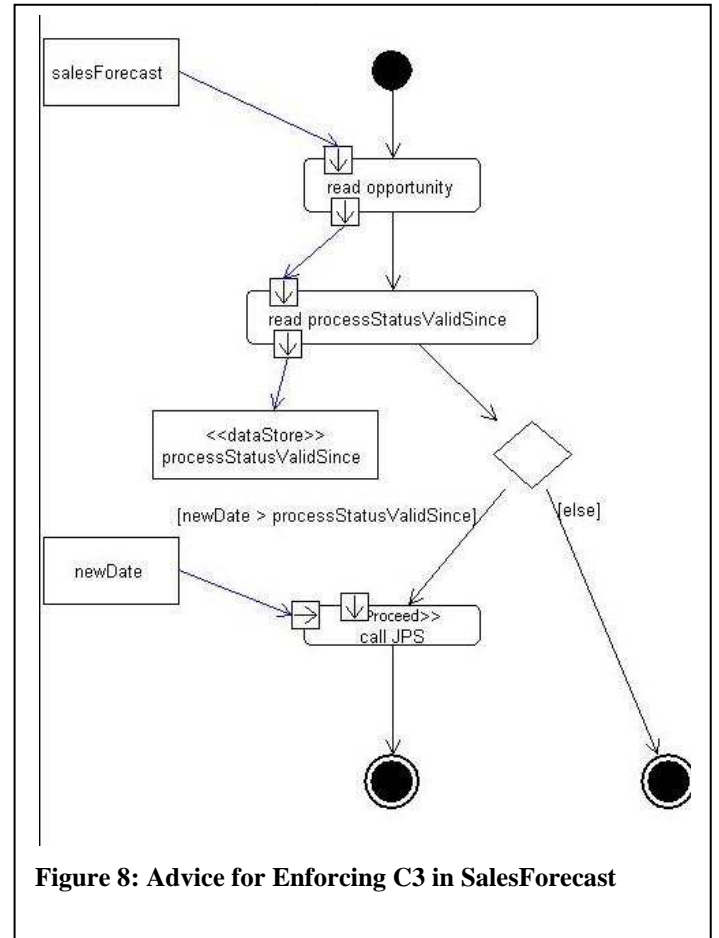 salesForecast
read opportunity
read processStatusValidSince
<<dataStore>>
processStatusValidSince
[newDate > processStatusValidSince]
[else]
newDate
Proceed>>
call JPS
Figure 8: Advice for Enforcing C3 in SalesForecast